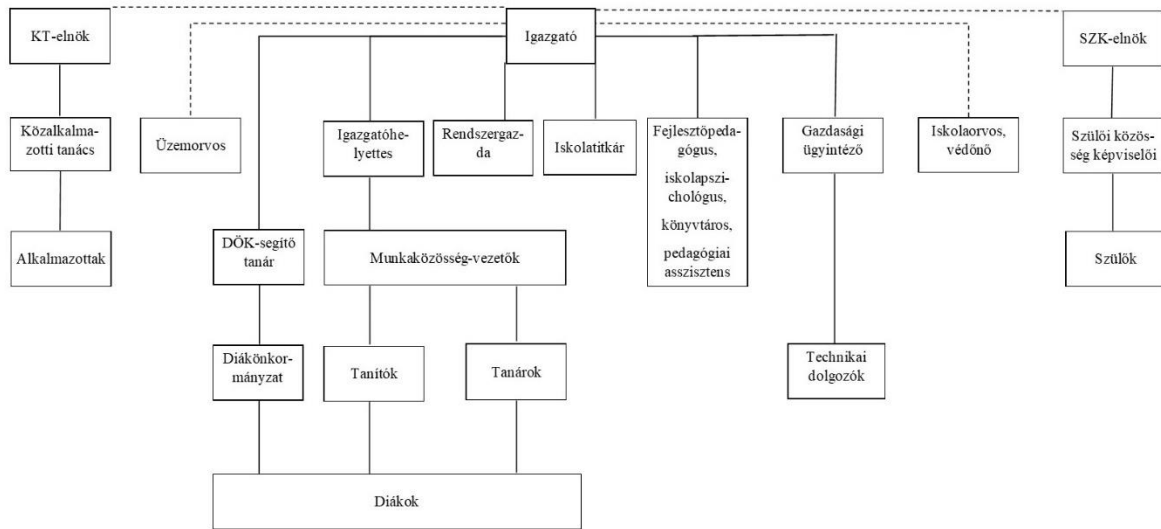 KT-elnök
Igazgató
SZK-elnök
Közalkalma-
zotti tanács
Üzemorvos
Igazgatóh-
elyettes
Rendszergaz-
da
Iskolatitkár
Fejlesztőpeda-
gógus,
iskolapszi-
chológus,
könyvtáros,
pedagógiai
asszisztens
Gazdasági
ügyintéző
Iskolaorvos,
védőnő
Szülői közös-
ség képviselői
Alkalmazottak
DÖK-segítő
tanár
Munkaközösség-vezetők
Szülők
Diákönkor-
mányzat
Tanítók
Tanárok
Technikai
dolgozók
Diákok